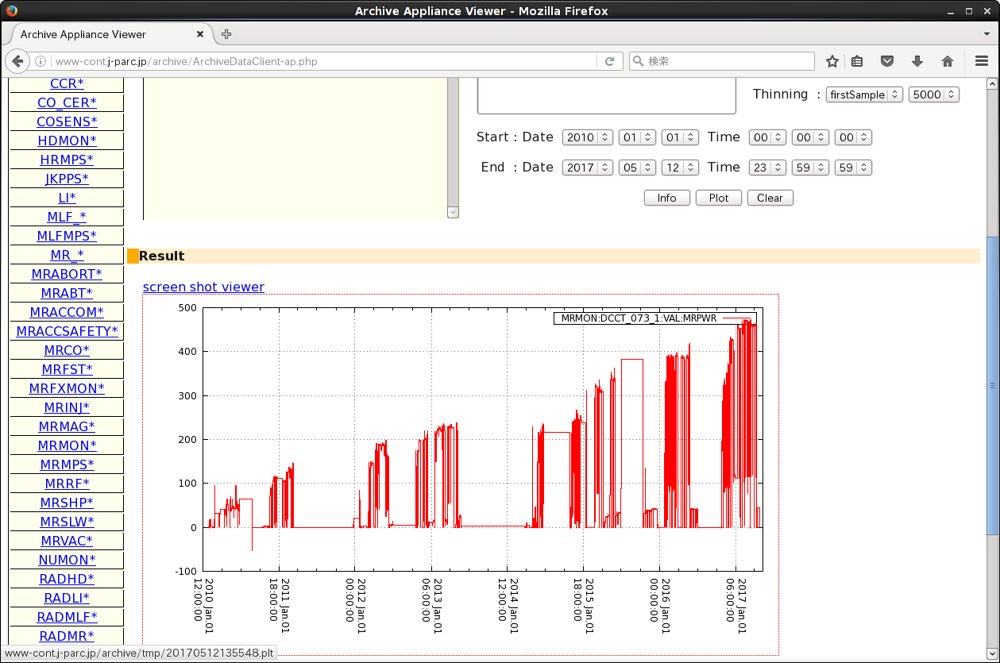 Archive Appliance Viewer - Mozilla Firefox
Archive Appliance Viewer
www-cont.j-parc.jp/archive/ArchiveDataClient-ap.php
検索
CCR*
CO_CER*
COSENS*
HDMON*
HRMPS*
JKPPS*
LI*
MLF_*
MLFMPS*
MR_*
MRABORT*
MRABT*
MRACCOM*
MRACCSAFETY*
MRCO*
MRFST*
MRFXMON*
MRINJ*
MRMAG*
MRMON*
MRMPS*
MRRF*
MRSHP*
MRSLW*
MRVAC*
NUMON*
RADHD*
RADLI*
RADMLF*
RADMR*
Thinning : firstSample 5000
Start : Date 2010 01 01 Time 00 00 00
End : Date 2017 05 12 Time 23 59 59
Info Plot Clear
Result
screen shot viewer
MRMON:DCCT_073_1:VAL:MRPWR
500
400
300
200
100
0
-100
2010 Jan.01
12:00:00
2011 Jan.01
18:00:00
2012 Jan.01
00:00:00
2013 Jan.01
06:00:00
2014 Jan.01
12:00:00
2015 Jan.01
18:00:00
2016 Jan.01
00:00:00
2017 Jan.01
06:00:00
www-cont.j-parc.jp/archive/tmp/20170512135548.plt